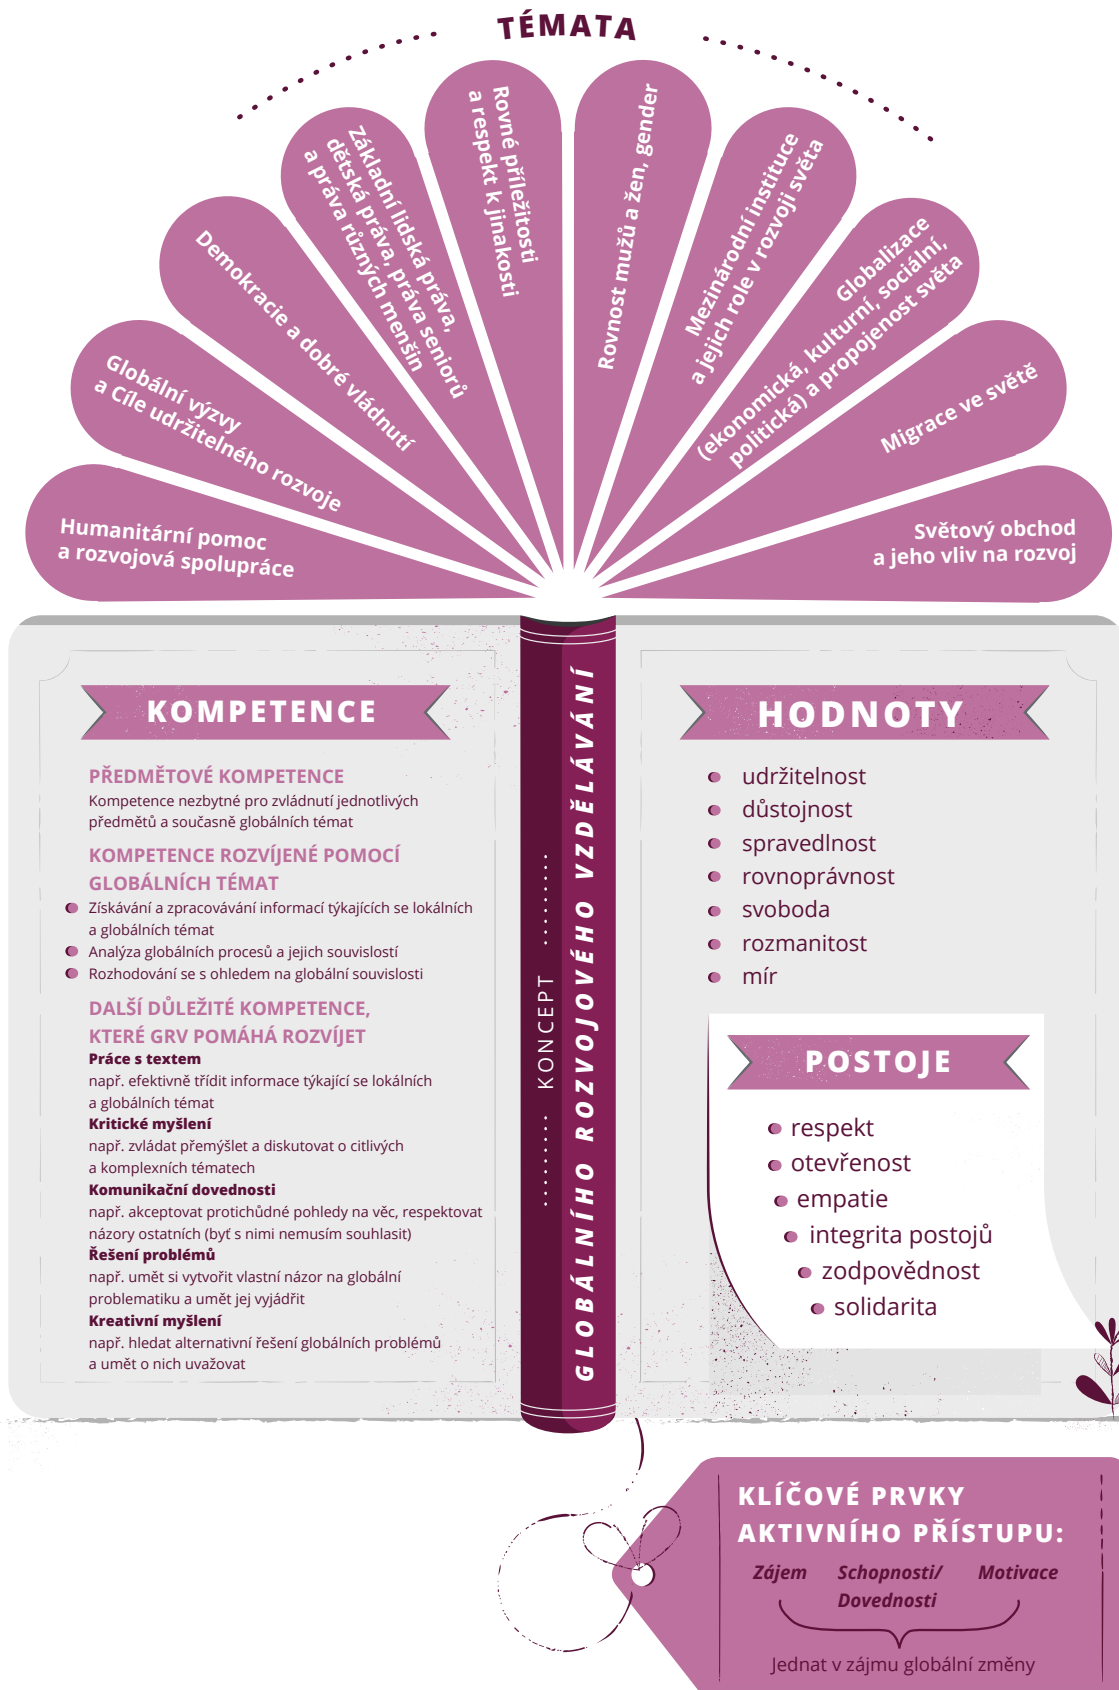 TÉMATA
Humanitární pomoc
a rozvojová spolupráce
Globální výzvy
a Cíle udržitelného rozvoje
Demokracie a dobré vládnutí
Základní lidská práva,
dětská práva, práva seniorů
a práva různých menšin
Rovné příležitosti
a respekt k jinakosti
Rovnost mužů a žen, gender
Mezinárodní instituce
a jejich role v rozvoji světa
Globalizace
(ekonomická, kulturní, sociální,
politická) a propojenost světa
Migrace ve světě
Světový obchod
a jeho vliv na rozvoj
KOMPETENCE
PŘEDMĚTOVÉ KOMPETENCE
Kompetence nezbytné pro zvládnutí jednotlivých
předmětů a současně globálních témat
KOMPETENCE ROZVÍJENÉ POMOCÍ
GLOBÁLNÍCH TÉMAT
Získávání a zpracovávání informací týkajících se lokálních
a globálních témat
Analýza globálních procesů a jejich souvislostí
Rozhodování se s ohledem na globální souvislosti
DALŠÍ DŮLEŽITÉ KOMPETENCE,
KTERÉ GRV POMÁHÁ ROZVÍJET
Práce s textem
např. efektivně třídit informace týkající se lokálních
a globálních témat
Kritické myšlení
např. zvládat přemýšlet a diskutovat o citlivých
a komplexních tématech
Komunikační dovednosti
např. akceptovat protichůdné pohledy na věc, respektovat
názory ostatních (byť s nimi nemusím souhlasit)
Řešení problémů
např. umět si vytvořit vlastní názor na globální
problematiku a umět jej vyjádřit
Kreativní myšlení
např. hledat alternativní řešení globálních problémů
a umět o nich uvažovat
KONCEPT
GLOBÁLNÍHO ROZVOJOVÉHO VZDĚLÁVÁNÍ
HODNOTY
udržitelnost
důstojnost
spravedlnost
rovnoprávnost
svoboda
rozmanitost
mír
POSTOJE
respekt
otevřenost
empatie
integrita postojů
zodpovědnost
solidarita
KLÍČOVÉ PRVKY
AKTIVNÍHO PŘÍSTUPU:
Zájem Schopnosti/ Motivace
Dovednosti
Jednat v zájmu globální změny